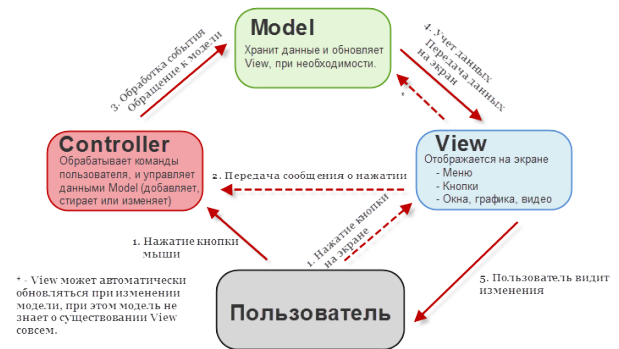 Model
Хранит данные и обновляет
View, при необходимости.
3. Обработка события
Обращение к модели
4. Учет данных
Передача данных
на экран
*
Controller
Обрабатывает команды
пользователя, и управляет
данными Model (добавляет,
стирает или изменяет)
View
Отображается на экране
- Меню
- Кнопки
- Окна, графика, видео
2. Передача сообщения о нажатии
1. Нажатие кнопки
мыши
1. Нажатие кнопки
на экране
5. Пользователь видит
изменения
* - View может автоматически
обновляться при изменении
модели, при этом модель не
знает о существовании View
совсем.
Пользователь